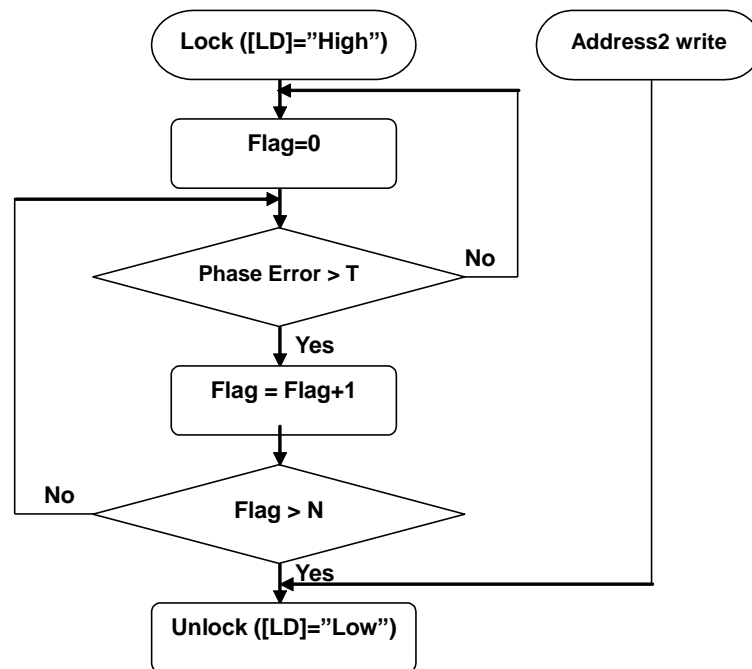 Lock ([LD]=”High”)
Address2 write
Flag=0
Phase Error > T
No
Yes
Flag = Flag+1
No
Flag > N
Yes
Unlock ([LD]=”Low”)